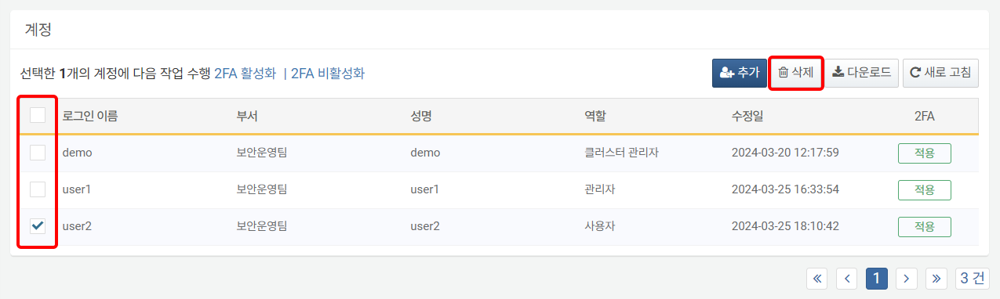 계정
선택한 1개의 계정에 다음 작업 수행 2FA 활성화 | 2FA 비활성화 추가 삭제 다운로드 새로 고침
로그인 이름 부서 성명 역할 수정일 2FA
demo 보안운영팀 demo 클러스터 관리자 2024-03-20 12:17:59 적용
user1 보안운영팀 user1 관리자 2024-03-25 16:33:54 적용
user2 보안운영팀 user2 사용자 2024-03-25 18:10:42 적용
« ‹ 1 › » 3 건